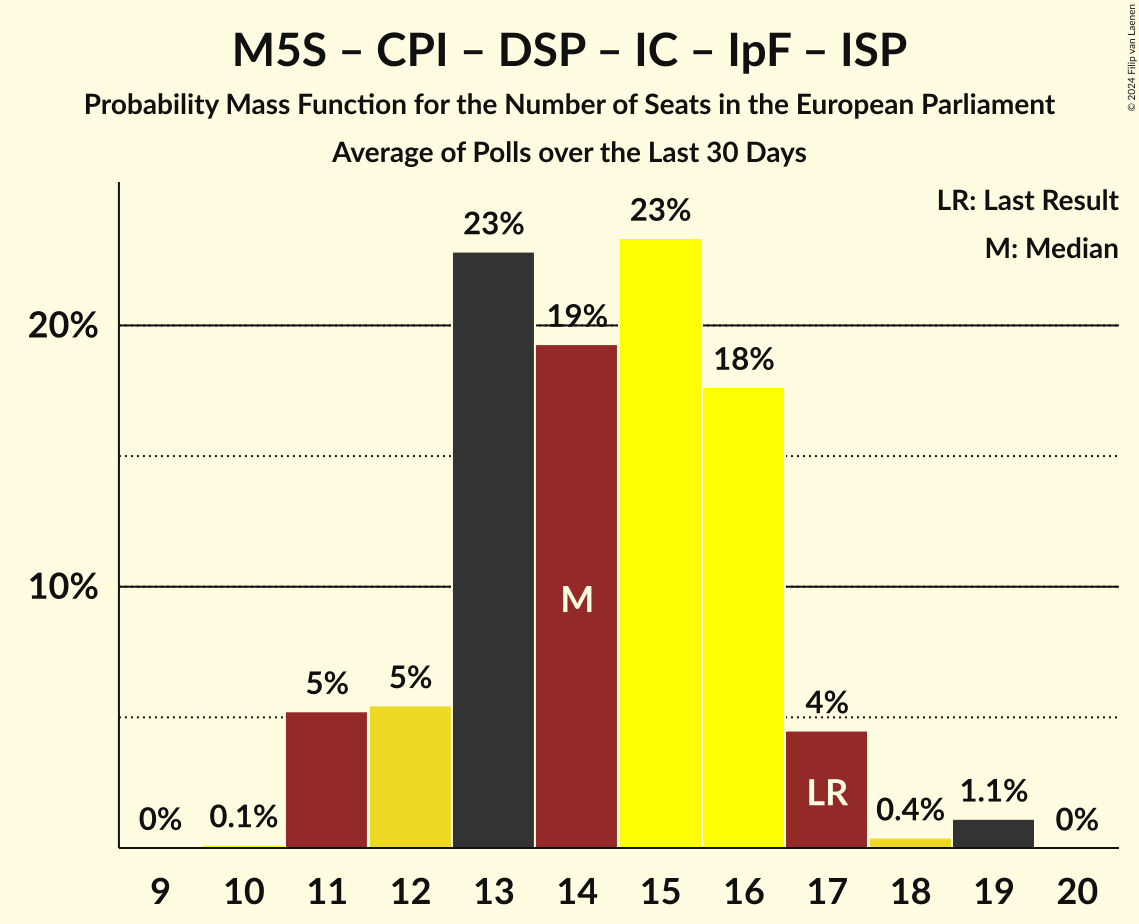 M5S – CPI – DSP – IC – IpF – ISP
Probability Mass Function for the Number of Seats in the European Parliament
Average of Polls over the Last 30 Days
© 2024 Filip van Laenen
LR: Last Result
M: Median
20%
10%
0%
0.1%
5%
5%
23%
19%
23%
18%
4%
0.4%
1.1%
0%
M
LR
9 10 11 12 13 14 15 16 17 18 19 20